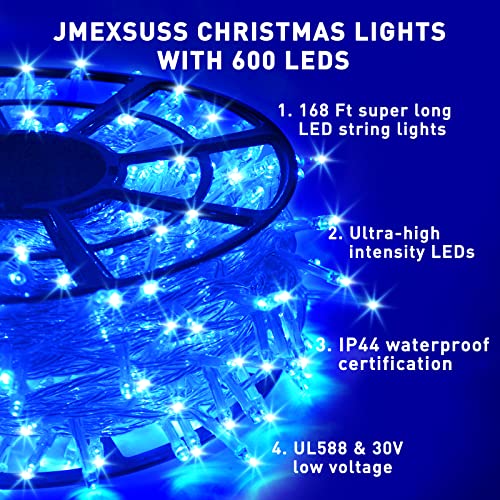 JMEXSUSS CHRISTMAS LIGHTS
WITH 600 LEDS
1. 168 Ft super long
LED string lights
2. Ultra-high
intensity LEDs
3. IP44 waterproof
certification
4. UL588 & 30V
low voltage